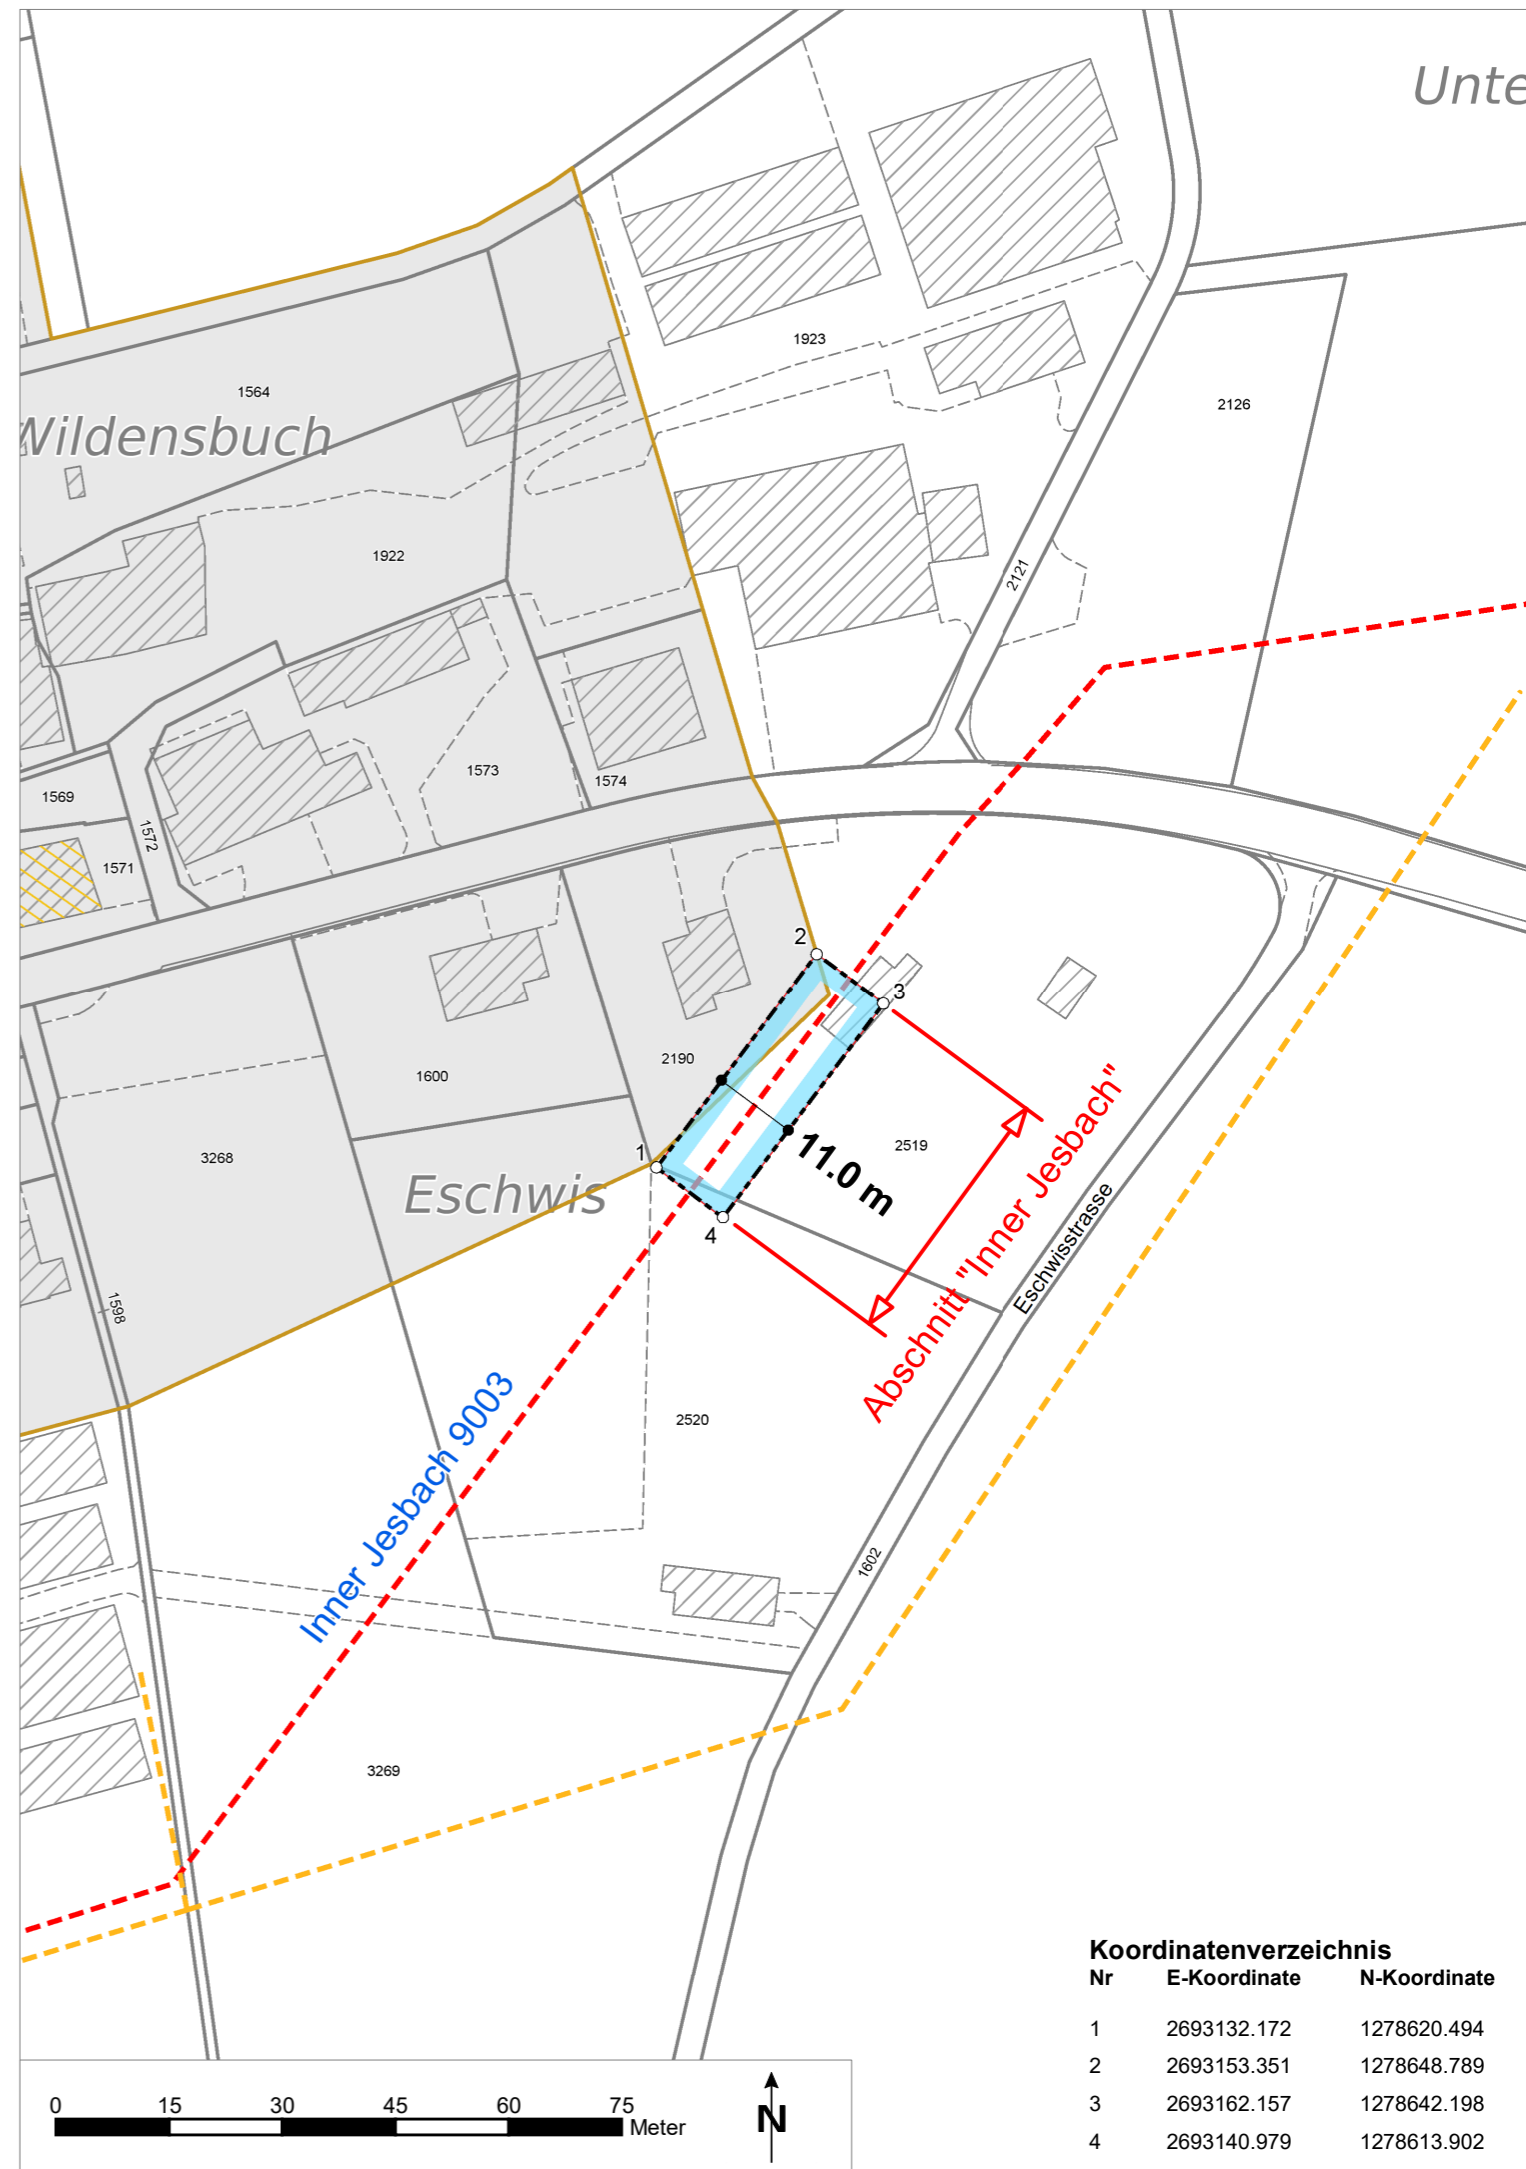 Unte
1923
1564
Wildensbuch
2126
1922
2121
1573
1574
1569
1572
1571
2
3
2190
1600
1
11.0 m
2519
3268
Eschwis
4
Abschnitt "Inner Jesbach"
Eschwisstrasse
1598
Inner Jesbach 9003
2520
1602
3269
Koordinatenverzeichnis
Nr E-Koordinate N-Koordinate
1 2693132.172 1278620.494
2 2693153.351 1278648.789
3 2693162.157 1278642.198
4 2693140.979 1278613.902
0 15 30 45 60 75
Meter
N